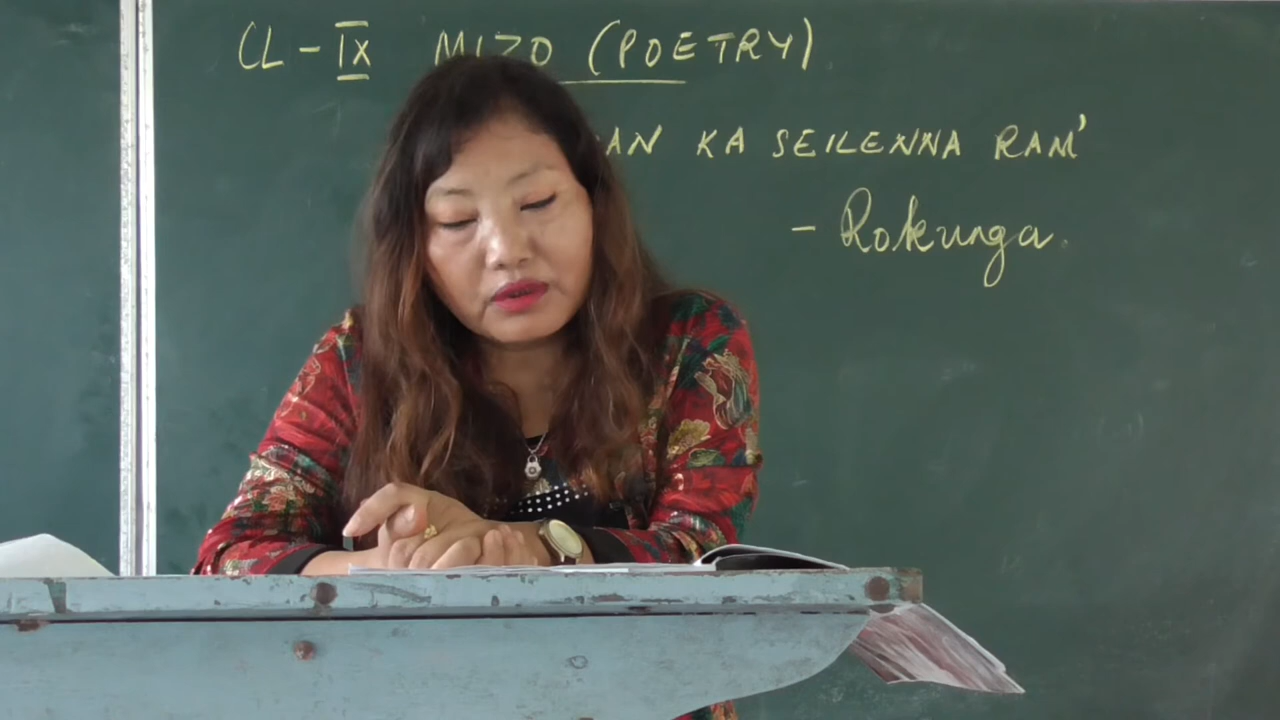 CL - IX MIZO (POETRY)
KA SEILENNA RAM'
- Rokunga